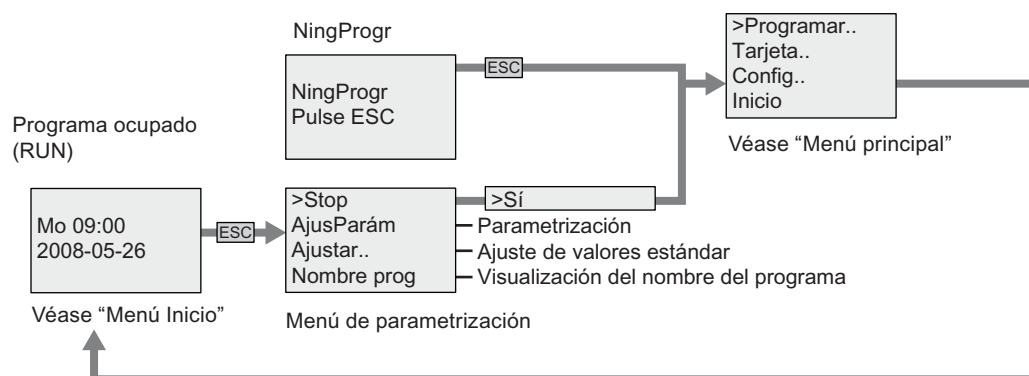 NingProgr
NingProgr
Pulse ESC
ESC
>Programar..
Tarjeta..
Config..
Inicio
Véase “Menú principal”
Programa ocupado
(RUN)
Mo 09:00
2008-05-26
Véase “Menú Inicio”
ESC
>Stop
AjusParám
Ajustar..
Nombre prog
>Sí
Parametrización
Ajuste de valores estándar
Visualización del nombre del programa
Menú de parametrización